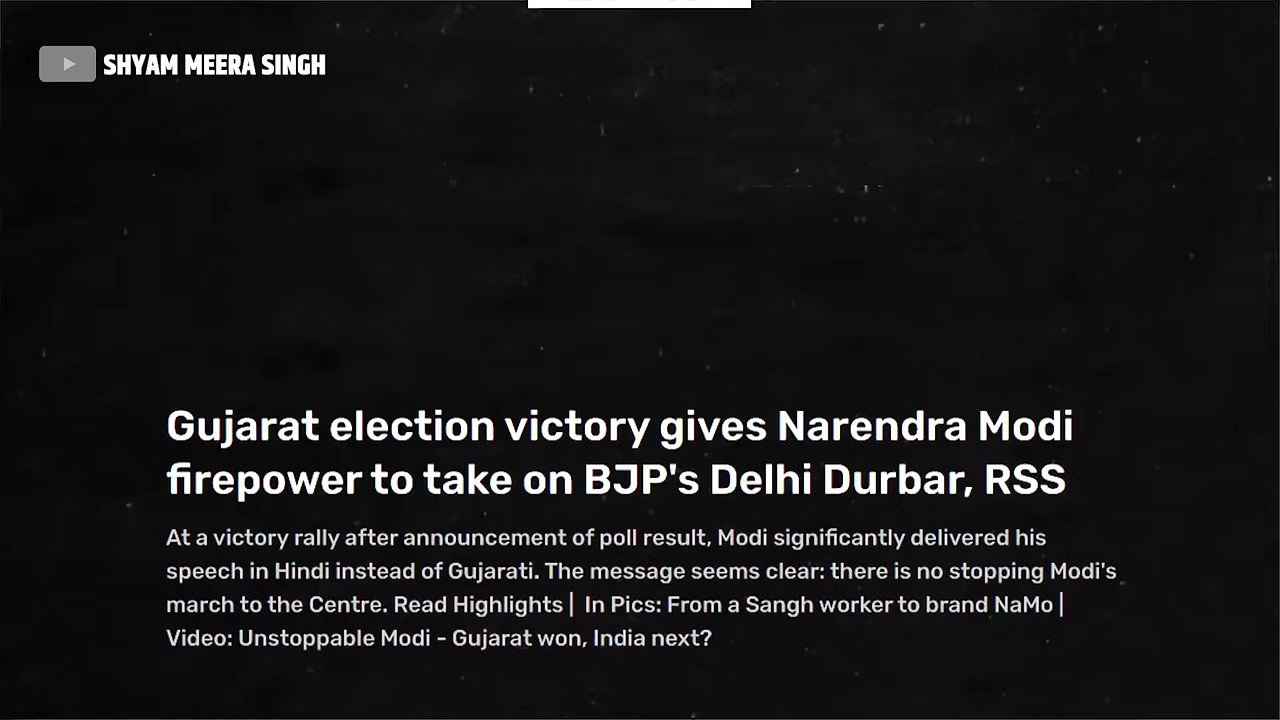 SHYAM MEERA SINGH
Gujarat election victory gives Narendra Modi
firepower to take on BJP's Delhi Durbar, RSS
At a victory rally after announcement of poll result, Modi significantly delivered his
speech in Hindi instead of Gujarati. The message seems clear: there is no stopping Modi's
march to the Centre. Read Highlights | In Pics: From a Sangh worker to brand NaMo |
Video: Unstoppable Modi - Gujarat won, India next?